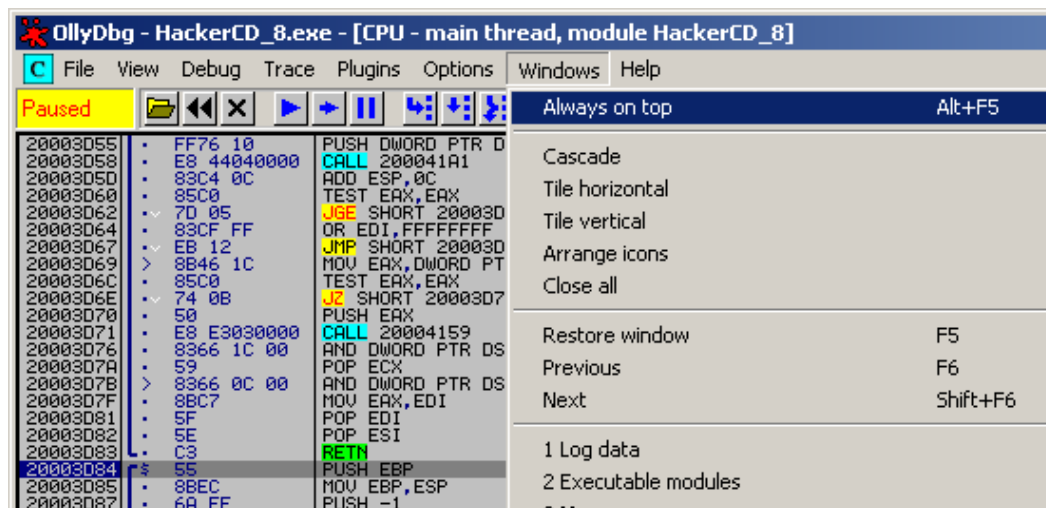 OllyDbg - HackerCD_8.exe - [CPU - main thread, module HackerCD_8]
C File View Debug Trace Plugins Options Windows Help
Paused
Always on top Alt+F5
Cascade
Tile horizontal
Tile vertical
Arrange icons
Close all
Restore window F5
Previous F6
Next Shift+F6
1 Log data
2 Executable modules
20003D55 FF76 10 PUSH DWORD PTR D
20003D58 E8 44040000 CALL 200041A1
20003D5D 83C4 0C ADD ESP,0C
20003D60 85C0 TEST EAX,EAX
20003D62 7D 05 JGE SHORT 20003D
20003D64 83CF FF OR EDI,FFFFFFFF
20003D67 EB 12 JMP SHORT 20003D
20003D69 > 8B46 1C MOV EAX,DWORD PT
20003D6C 85C0 TEST EAX,EAX
20003D6E 74 0B JZ SHORT 20003D7
20003D70 50 PUSH EAX
20003D71 E8 E3030000 CALL 20004159
20003D76 8366 1C 00 AND DWORD PTR DS
20003D7A 59 POP ECX
20003D7B > 8366 0C 00 AND DWORD PTR DS
20003D7F 8BC7 MOV EAX,EDI
20003D81 5F POP EDI
20003D82 5E POP ESI
20003D83 C3 RETN
20003D84 $ 55 PUSH EBP
20003D85 8BEC MOV EBP,ESP
20003D87 6A FF PUSH -1